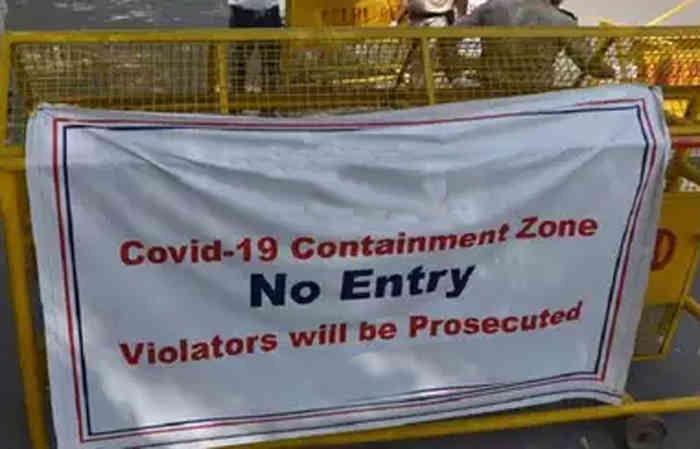 Covid-19 Containment Zone
No Entry
Violators will be Prosecuted